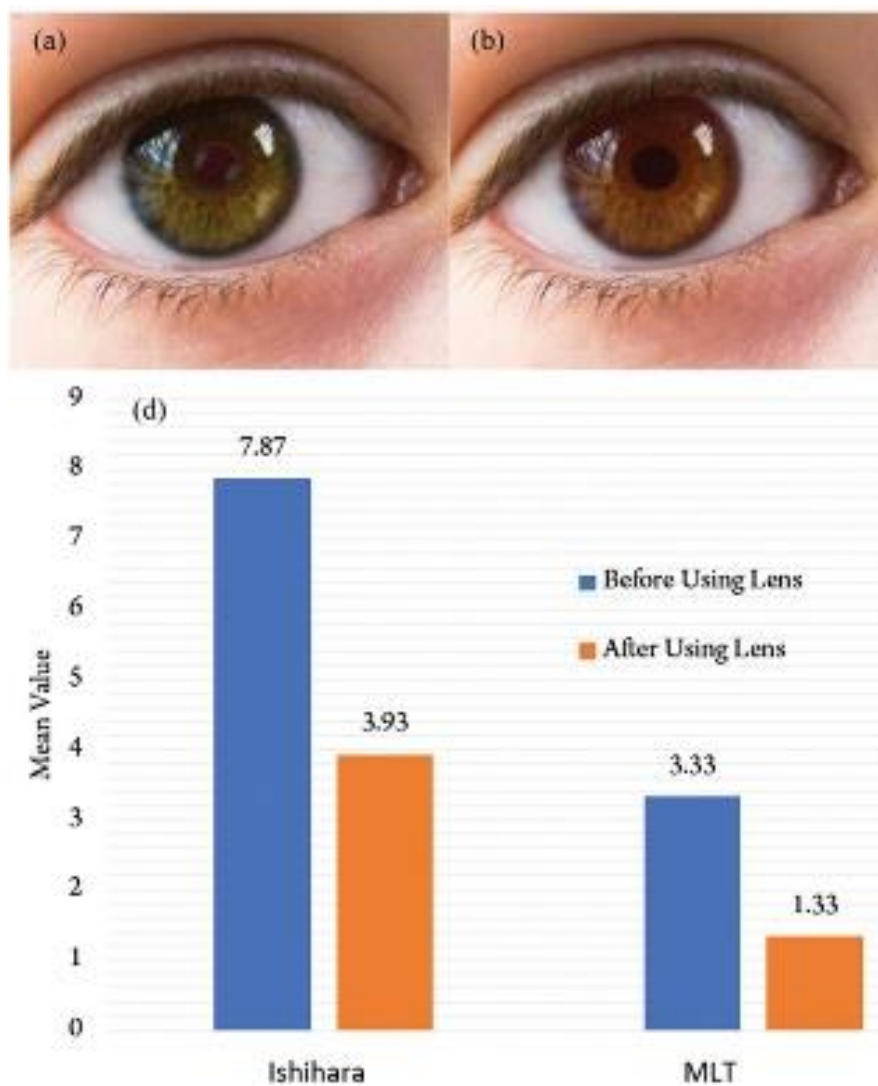 (a)
(b)
9
(d)
7.87
8
7
Before Using Lens
6
After Using Lens
5
Mean Value
3.93
4
3.33
3
2
1.33
1
0
Ishihara
MLT